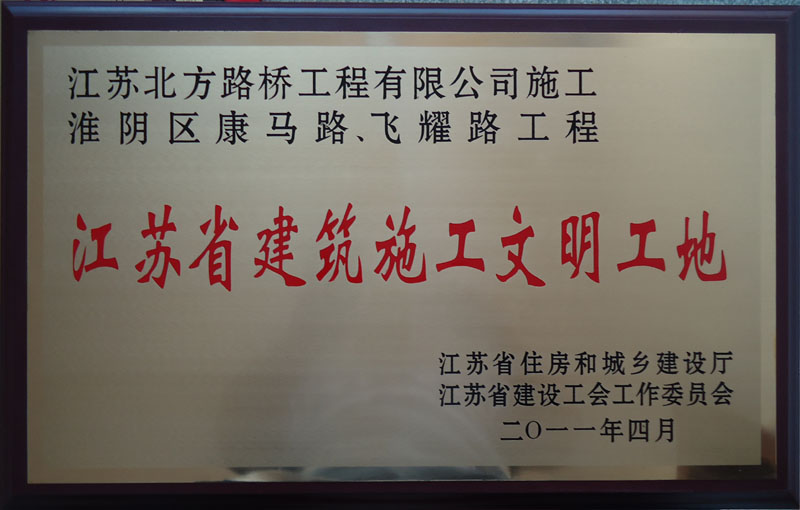 江苏北方路桥工程有限公司施工
淮阴区康马路、飞耀路工程
江苏省建筑施工文明工地
江苏省住房和城乡建设厅
江苏省建设工会工作委员会
二〇一一年四月